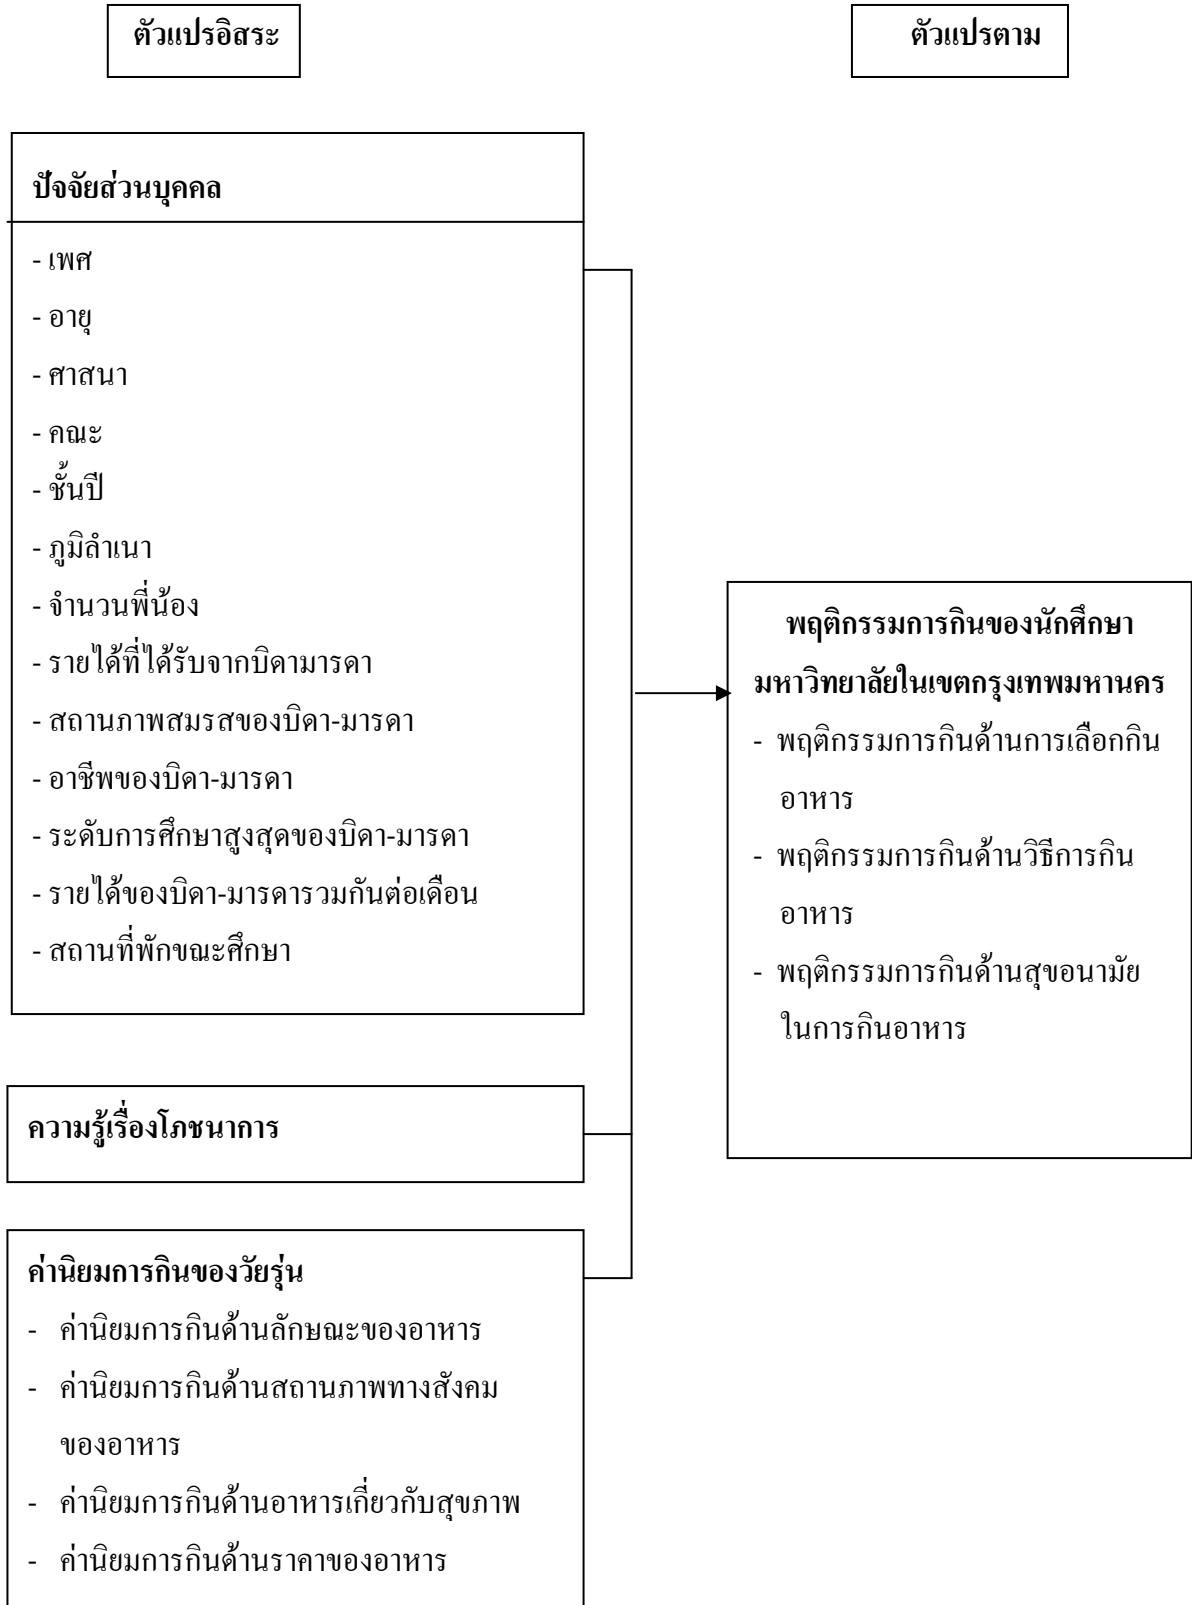 ตัวแปรอิสระ
ตัวแปรตาม
ปัจจัยส่วนบุคคล
- เพศ
- อายุ
- ศาสนา
- คณะ
- ชั้นปี
- ภูมิลำเนา
- จำนวนพี่น้อง
- รายได้ที่ได้รับจากบิดามารดา
- สถานภาพสมรสของบิดา-มารดา
- อาชีพของบิดา-มารดา
- ระดับการศึกษาสูงสุดของบิดา-มารดา
- รายได้ของบิดา-มารดารวมกันต่อเดือน
- สถานที่พักขณะศึกษา
ความรู้เรื่องโภชนาการ
ค่านิยมการกินของวัยรุ่น
- ค่านิยมการกินด้านลักษณะของอาหาร
- ค่านิยมการกินด้านสถานภาพทางสังคม
ของอาหาร
- ค่านิยมการกินด้านอาหารเกี่ยวกับสุขภาพ
- ค่านิยมการกินด้านราคาของอาหาร
พฤติกรรมการกินของนักศึกษา
มหาวิทยาลัยในเขตกรุงเทพมหานคร
- พฤติกรรมการกินด้านการเลือกกิน
อาหาร
- พฤติกรรมการกินด้านวิธีการกิน
อาหาร
- พฤติกรรมการกินด้านสุขอนามัย
ในการกินอาหาร